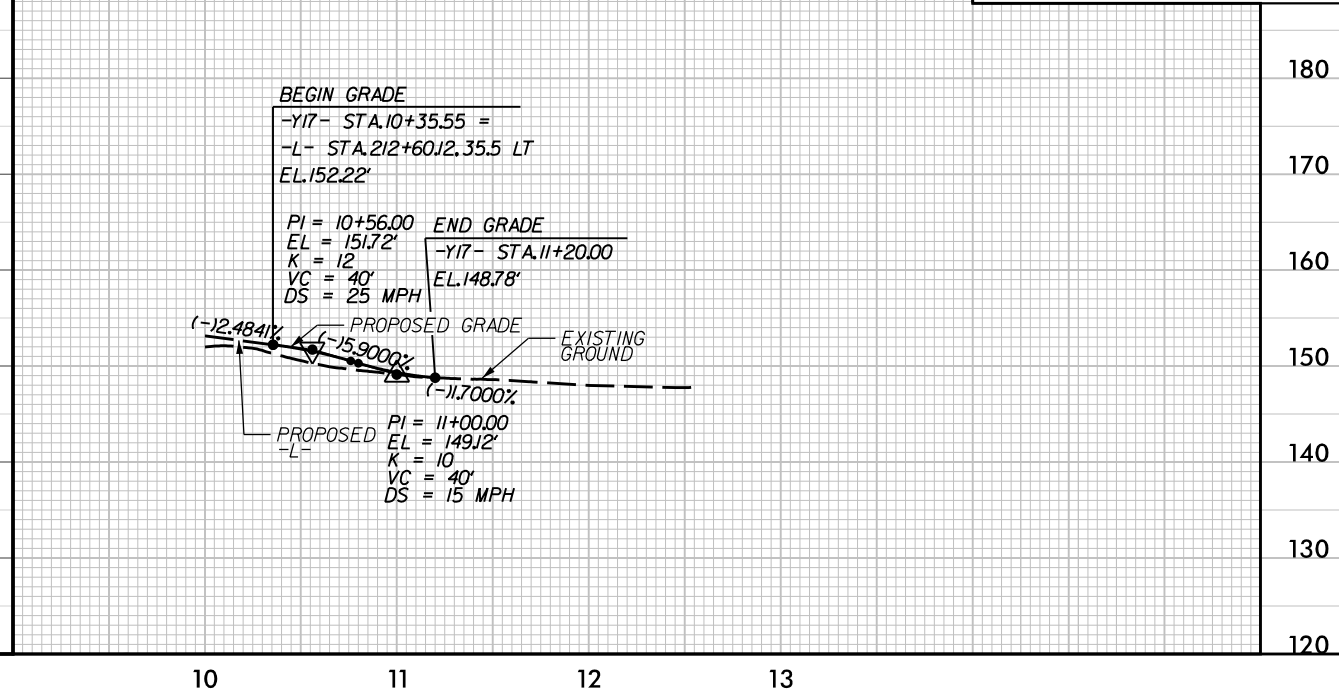 BEGIN GRADE
-Y17- STA.10+35.55 =
-L- STA.212+60.12, 35.5 LT
EL.152.22'
PI = 10+56.00
EL = 151.72'
K = 12
VC = 40'
DS = 25 MPH
END GRADE
-Y17- STA.11+20.00
EL.148.78'
(-)2.4841%
PROPOSED GRADE
(-)5.9000%
EXISTING
GROUND
(-)1.7000%
PROPOSED
-L-
PI = 11+00.00
EL = 149.12'
K = 10
VC = 40'
DS = 15 MPH
180
170
160
150
140
130
120
10 11 12 13